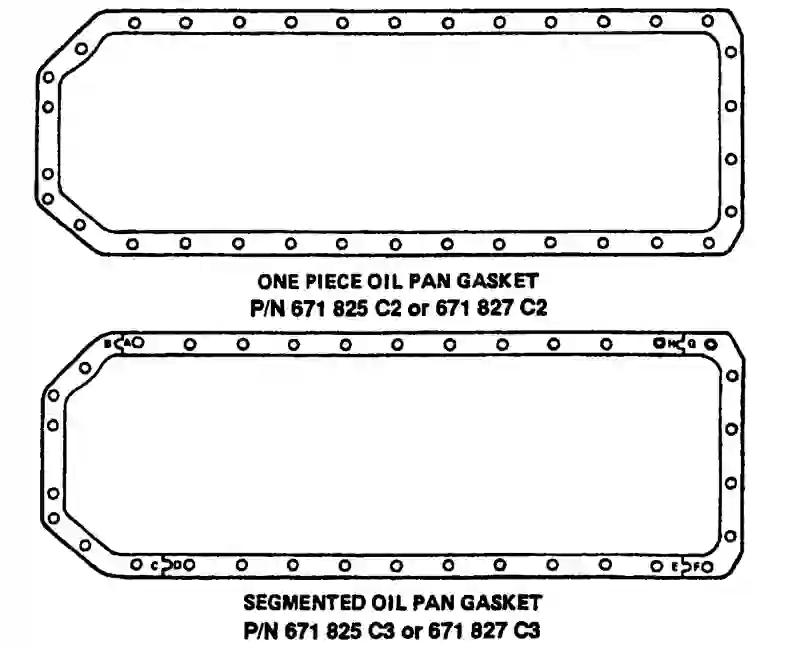 ONE PIECE OIL PAN GASKET
P/N 671 825 C2 or 671 827 C2
B A H G
C D E F
SEGMENTED OIL PAN GASKET
P/N 671 825 C3 or 671 827 C3